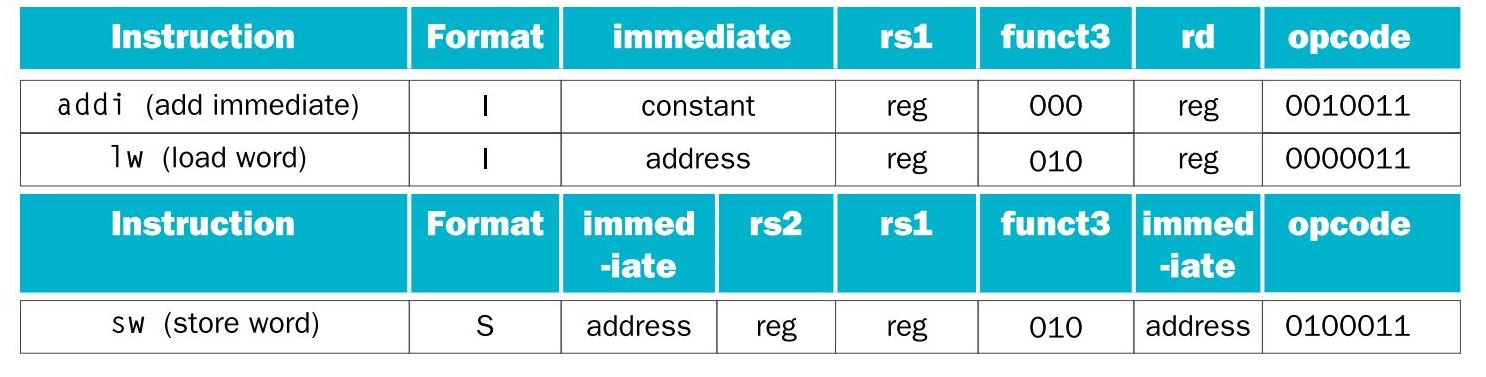 Instruction Format immediate rs1 funct3 rd opcode
addi (add immediate) I constant reg 000 reg 0010011
lw (load word) I address reg 010 reg 0000011
Instruction Format immed rs2 rs1 funct3 immed opcode
-iate -iate
sw (store word) S address reg reg 010 address 0100011